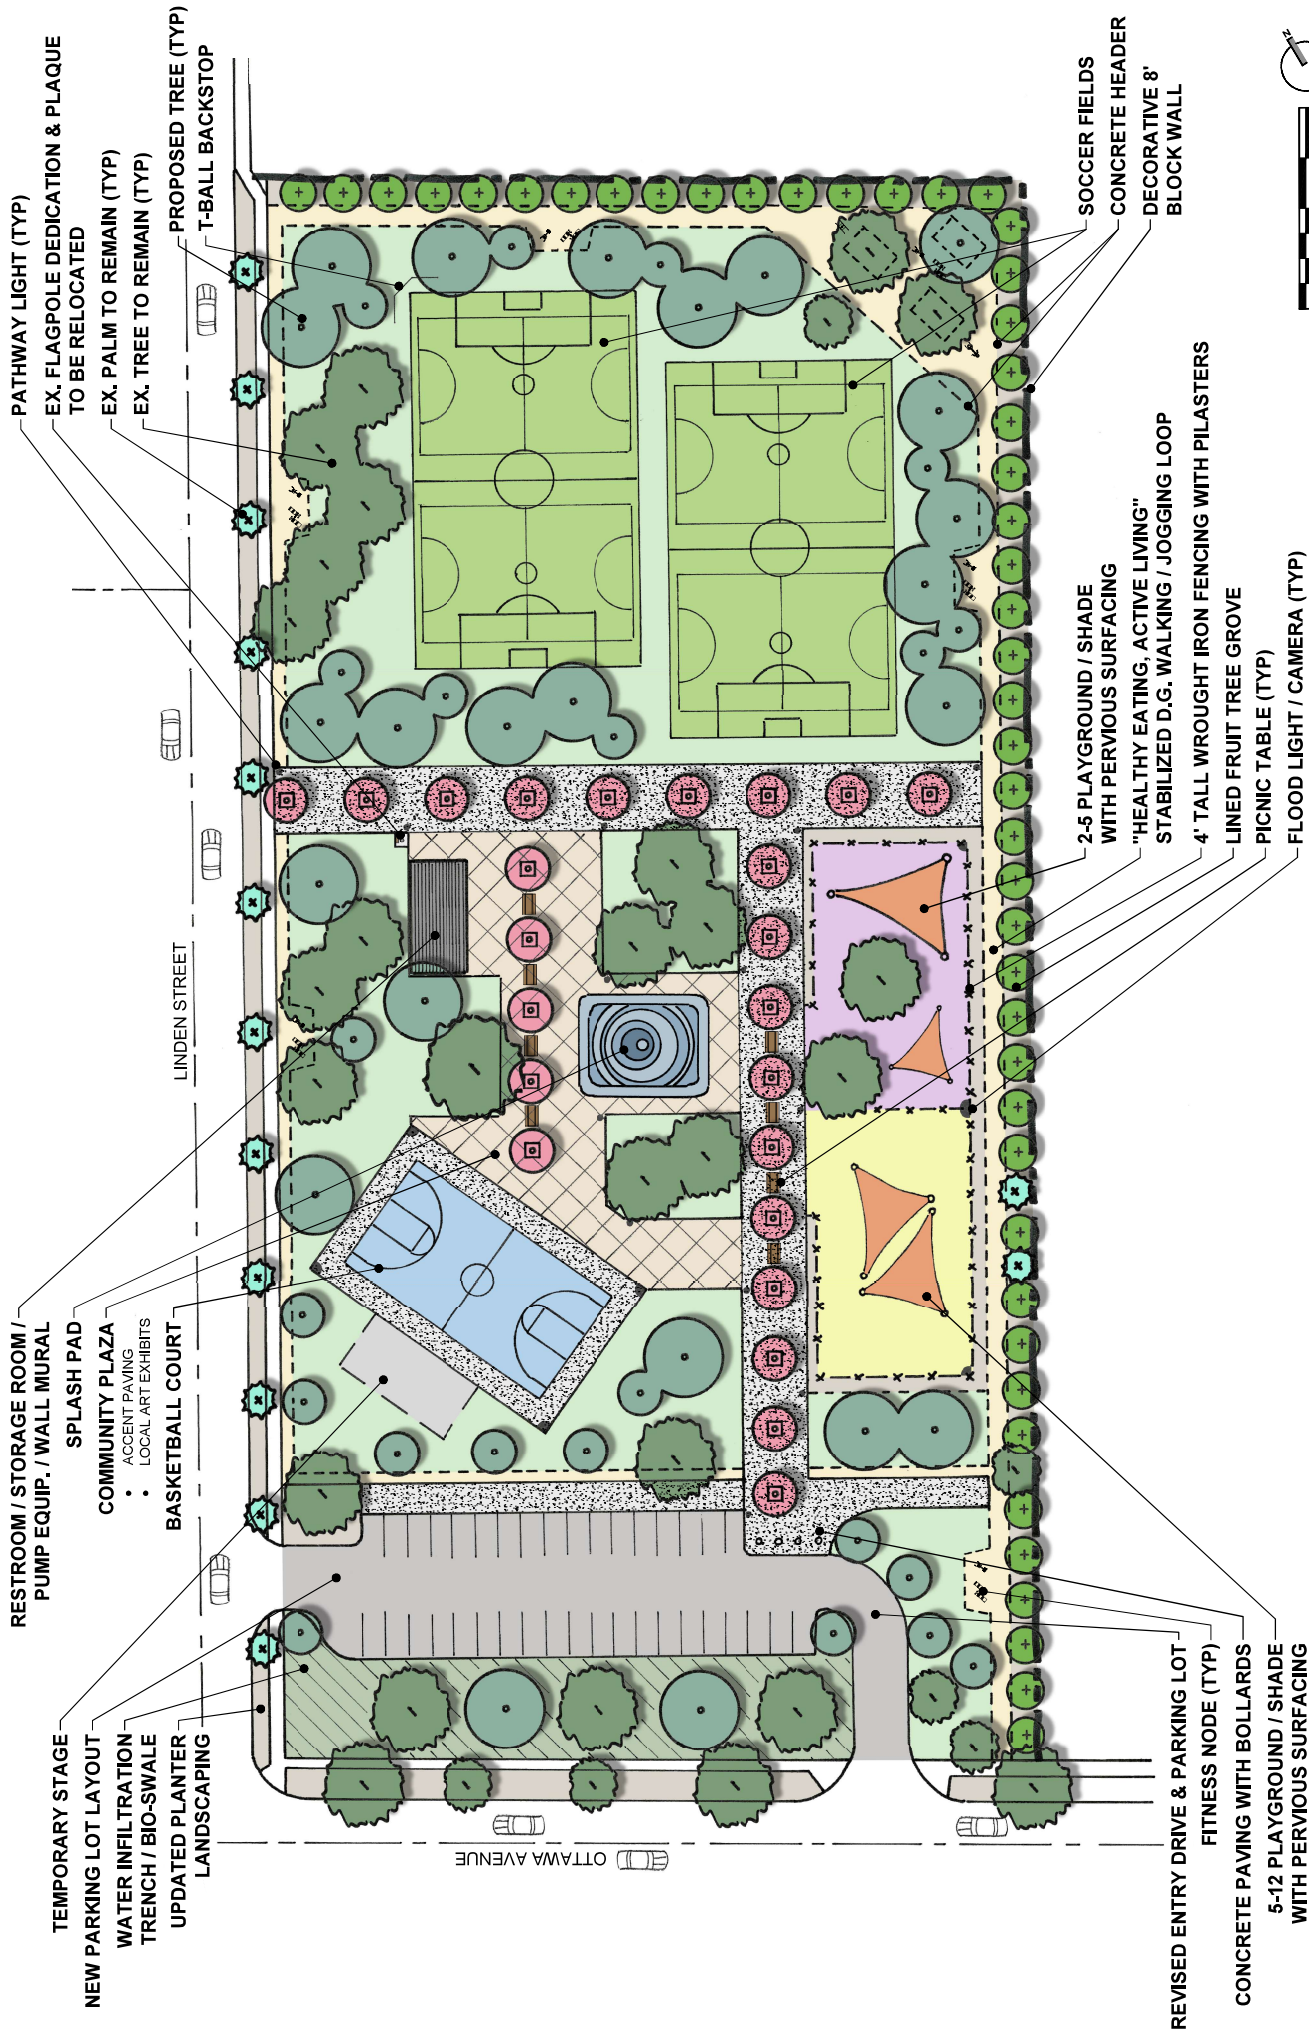 TEMPORARY STAGE
NEW PARKING LOT LAYOUT
WATER INFILTRATION
TRENCH / BIO-SWALE
UPDATED PLANTER
LANDSCAPING
RESTROOM / STORAGE ROOM /
PUMP EQUIP. / WALL MURAL
SPLASH PAD
COMMUNITY PLAZA
• ACCENT PAVING
• LOCAL ART EXHIBITS
BASKETBALL COURT
PATHWAY LIGHT (TYP)
EX. FLAGPOLE DEDICATION & PLAQUE
TO BE RELOCATED
EX. PALM TO REMAIN (TYP)
EX. TREE TO REMAIN (TYP)
PROPOSED TREE (TYP)
T-BALL BACKSTOP
LINDEN STREET
OTTAWA AVENUE
REVISED ENTRY DRIVE & PARKING LOT
FITNESS NODE (TYP)
CONCRETE PAVING WITH BOLLARDS
5-12 PLAYGROUND / SHADE
WITH PERVIOUS SURFACING
2-5 PLAYGROUND / SHADE
WITH PERVIOUS SURFACING
"HEALTHY EATING, ACTIVE LIVING"
STABILIZED D.G. WALKING / JOGGING LOOP
4' TALL WROUGHT IRON FENCING WITH PILASTERS
LINED FRUIT TREE GROVE
PICNIC TABLE (TYP)
FLOOD LIGHT / CAMERA (TYP)
SOCCER FIELDS
CONCRETE HEADER
DECORATIVE 8'
BLOCK WALL
N